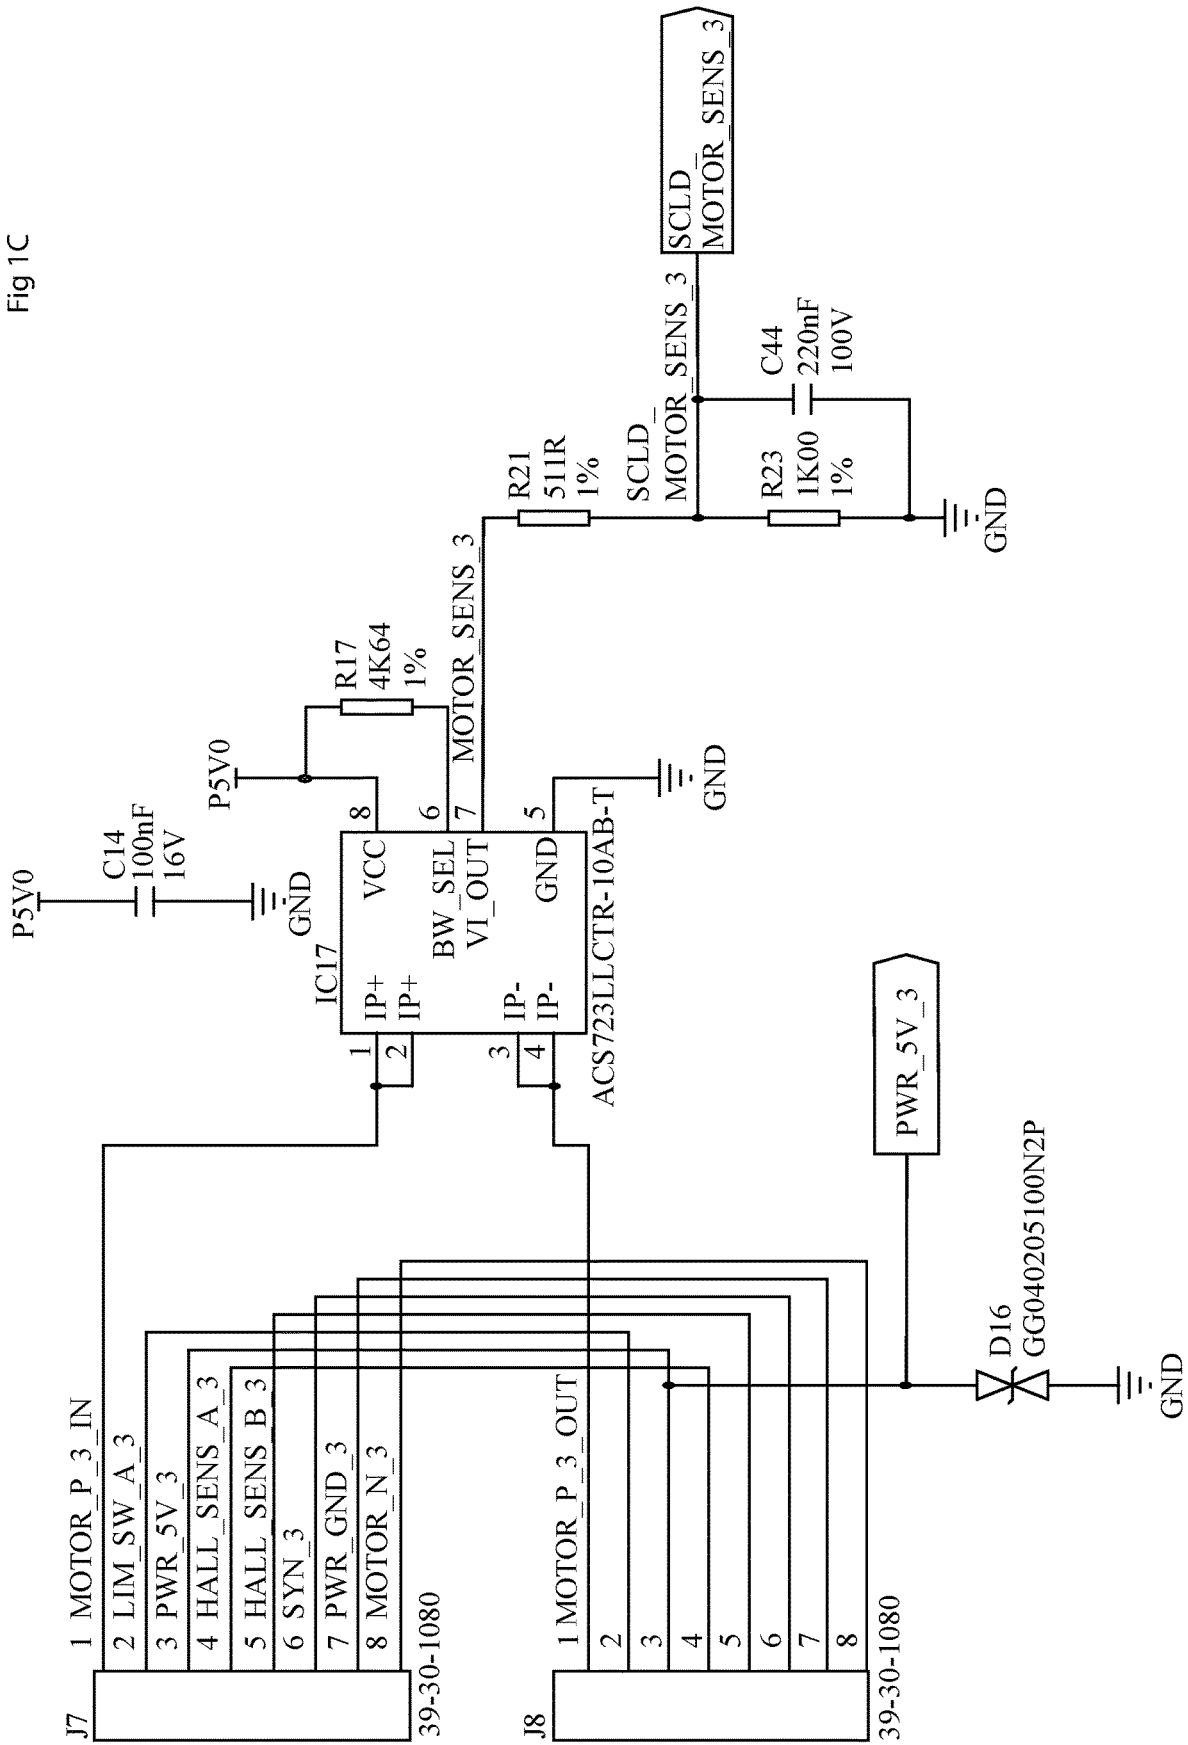 Fig 1C
J7
1 MOTOR_P_3_IN
2 LIM_SW_A_3
3 PWR_5V_3
4 HALL_SENS_A_3
5 HALL_SENS_B_3
6 SYN_3
7 PWR_GND_3
8 MOTOR_N_3
39-30-1080
J8
1 MOTOR_P_3_OUT
2
3
4
5
6
7
8
39-30-1080
P5V0
C14
100nF
16V
GND
IC17
1
2
3
4
IP+
IP+
IP-
IP-
VCC
BW_SEL
VI_OUT
GND
8
6
7
5
ACS723LLCTR-10AB-T
P5V0
R17
4K64
1%
GND
MOTOR_SENS_3
R21
511R
1%
SCLD_
MOTOR_SENS_3
R23
1K00
1%
C44
220nF
100V
GND
SCLD_
MOTOR_SENS_3
PWR_5V_3
D16
GG040205100N2P
GND